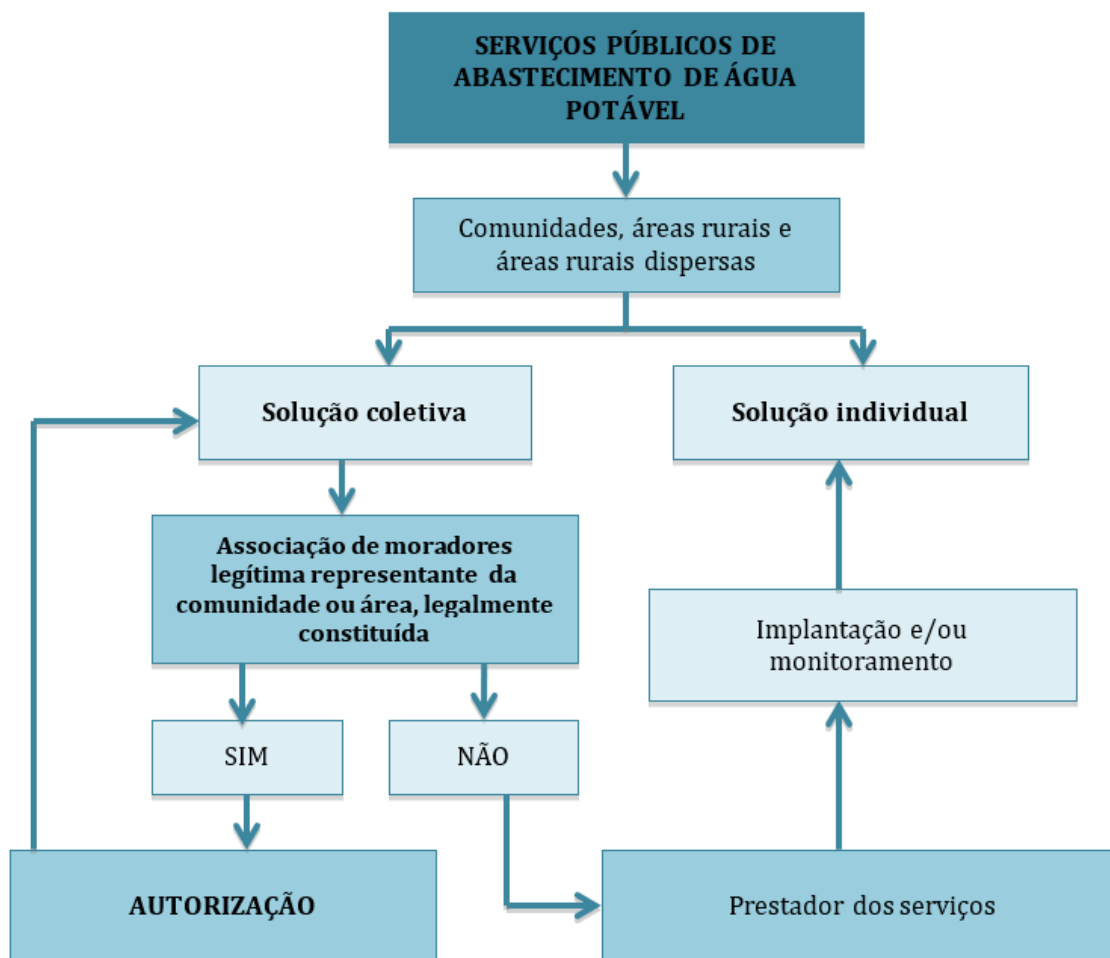 SERVIÇOS PÚBLICOS DE
ABASTECIMENTO DE ÁGUA
POTÁVEL
Comunidades, áreas rurais e
áreas rurais dispersas
Solução coletiva
Solução individual
Associação de moradores
legítima representante da
comunidade ou área, legalmente
constituída
Implantação e/ou
monitoramento
SIM
NÃO
AUTORIZAÇÃO
Prestador dos serviços